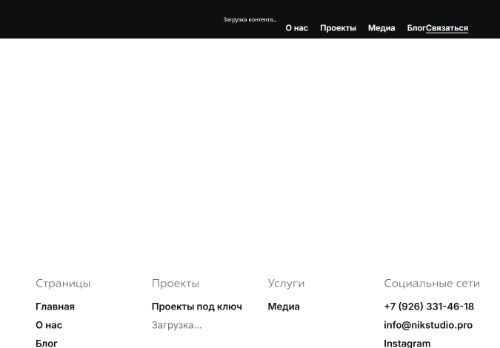 Загрузка контента...
О нас Проекты Медиа Блог Связаться
Страницы Проекты Услуги Социальные сети
Главная Проекты под ключ Медиа +7 (926) 331-46-18
О нас Загрузка... info@nikstudio.pro
Блог Instagram